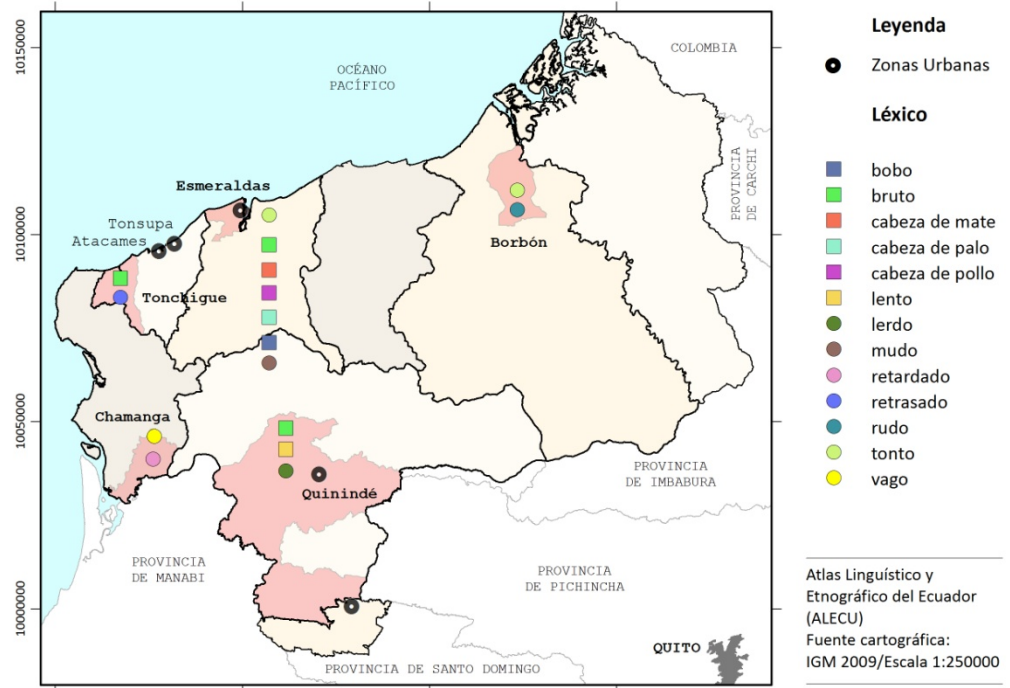 10150000
10100000
10050000
10000000
COLOMBIA
OCÉANO
PACÍFICO
PROVINCIA
DE CARCHI
Esmeraldas
Tonsupa
Atacames
Borbón
Tonchigue
Chamanga
Quinindé
PROVINCIA
DE IMBABURA
PROVINCIA
DE MANABI
PROVINCIA
DE PICHINCHA
QUITO
PROVINCIA DE SANTO DOMINGO
Leyenda
Zonas Urbanas
Léxico
bobo
bruto
cabeza de mate
cabeza de palo
cabeza de pollo
lento
lerdo
mudo
retardado
retrasado
rudo
tonto
vago
Atlas Linguístico y
Etnográfico del Ecuador
(ALECU)
Fuente cartográfica:
IGM 2009/Escala 1:250000